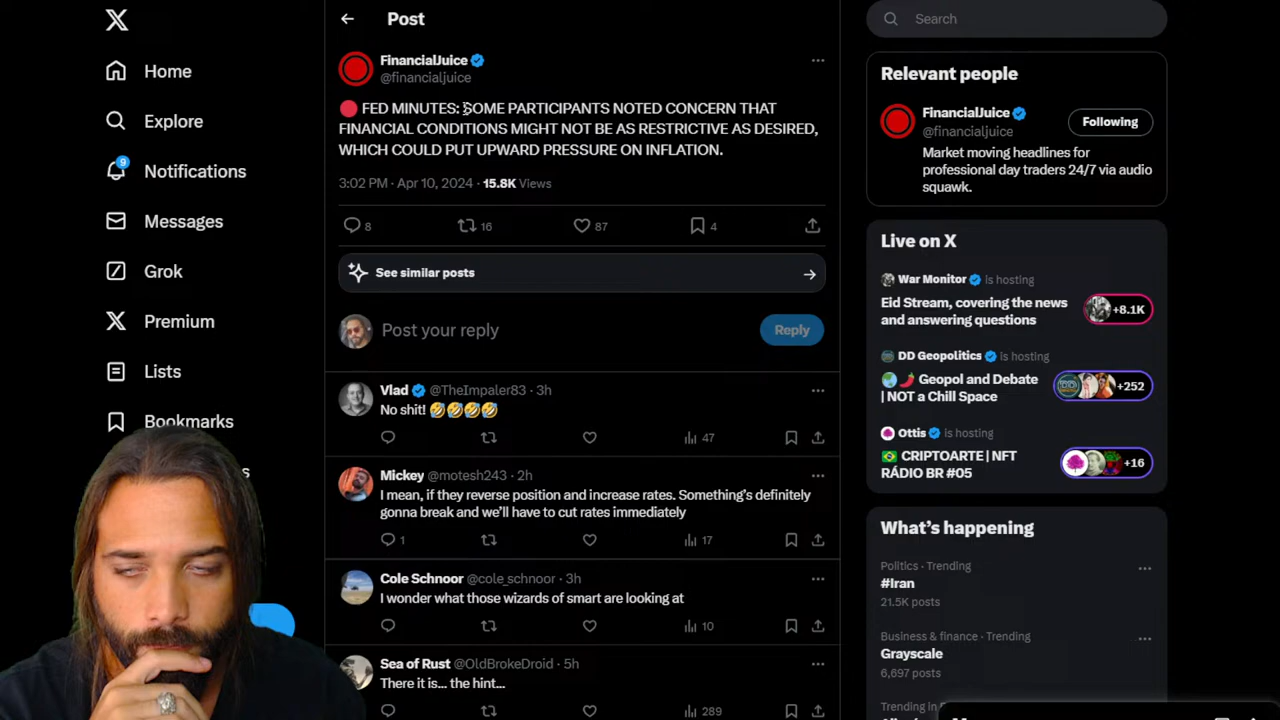 Post
Search
FinancialJuice
@financialjuice
FED MINUTES: SOME PARTICIPANTS NOTED CONCERN THAT
FINANCIAL CONDITIONS MIGHT NOT BE AS RESTRICTIVE AS DESIRED,
WHICH COULD PUT UPWARD PRESSURE ON INFLATION.
3:02 PM · Apr 10, 2024 · 15.8K Views
8 16 87 4
See similar posts
Post your reply
Reply
Vlad @TheImpaler83 · 3h
No shit! 🤣🤣🤣🤣
47
Mickey @motesh243 · 2h
I mean, if they reverse position and increase rates. Something's definitely
gonna break and we'll have to cut rates immediately
1 17
Cole Schnoor @cole_schnoor · 3h
I wonder what those wizards of smart are looking at
10
Sea of Rust @OldBrokeDroid · 5h
There it is... the hint...
289
Home
Explore
9
Notifications
Messages
Grok
Premium
Lists
Bookmarks
Relevant people
FinancialJuice
@financialjuice
Following
Market moving headlines for
professional day traders 24/7 via audio
squawk.
Live on X
War Monitor is hosting
Eid Stream, covering the news
and answering questions
+8.1K
DD Geopolitics is hosting
Geopol and Debate
| NOT a Chill Space
+252
Ottis is hosting
CRIPTOARTE | NFT
RÁDIO BR #05
+16
What's happening
Politics · Trending
#Iran
21.5K posts
Business & finance · Trending
Grayscale
6,697 posts
Trending in